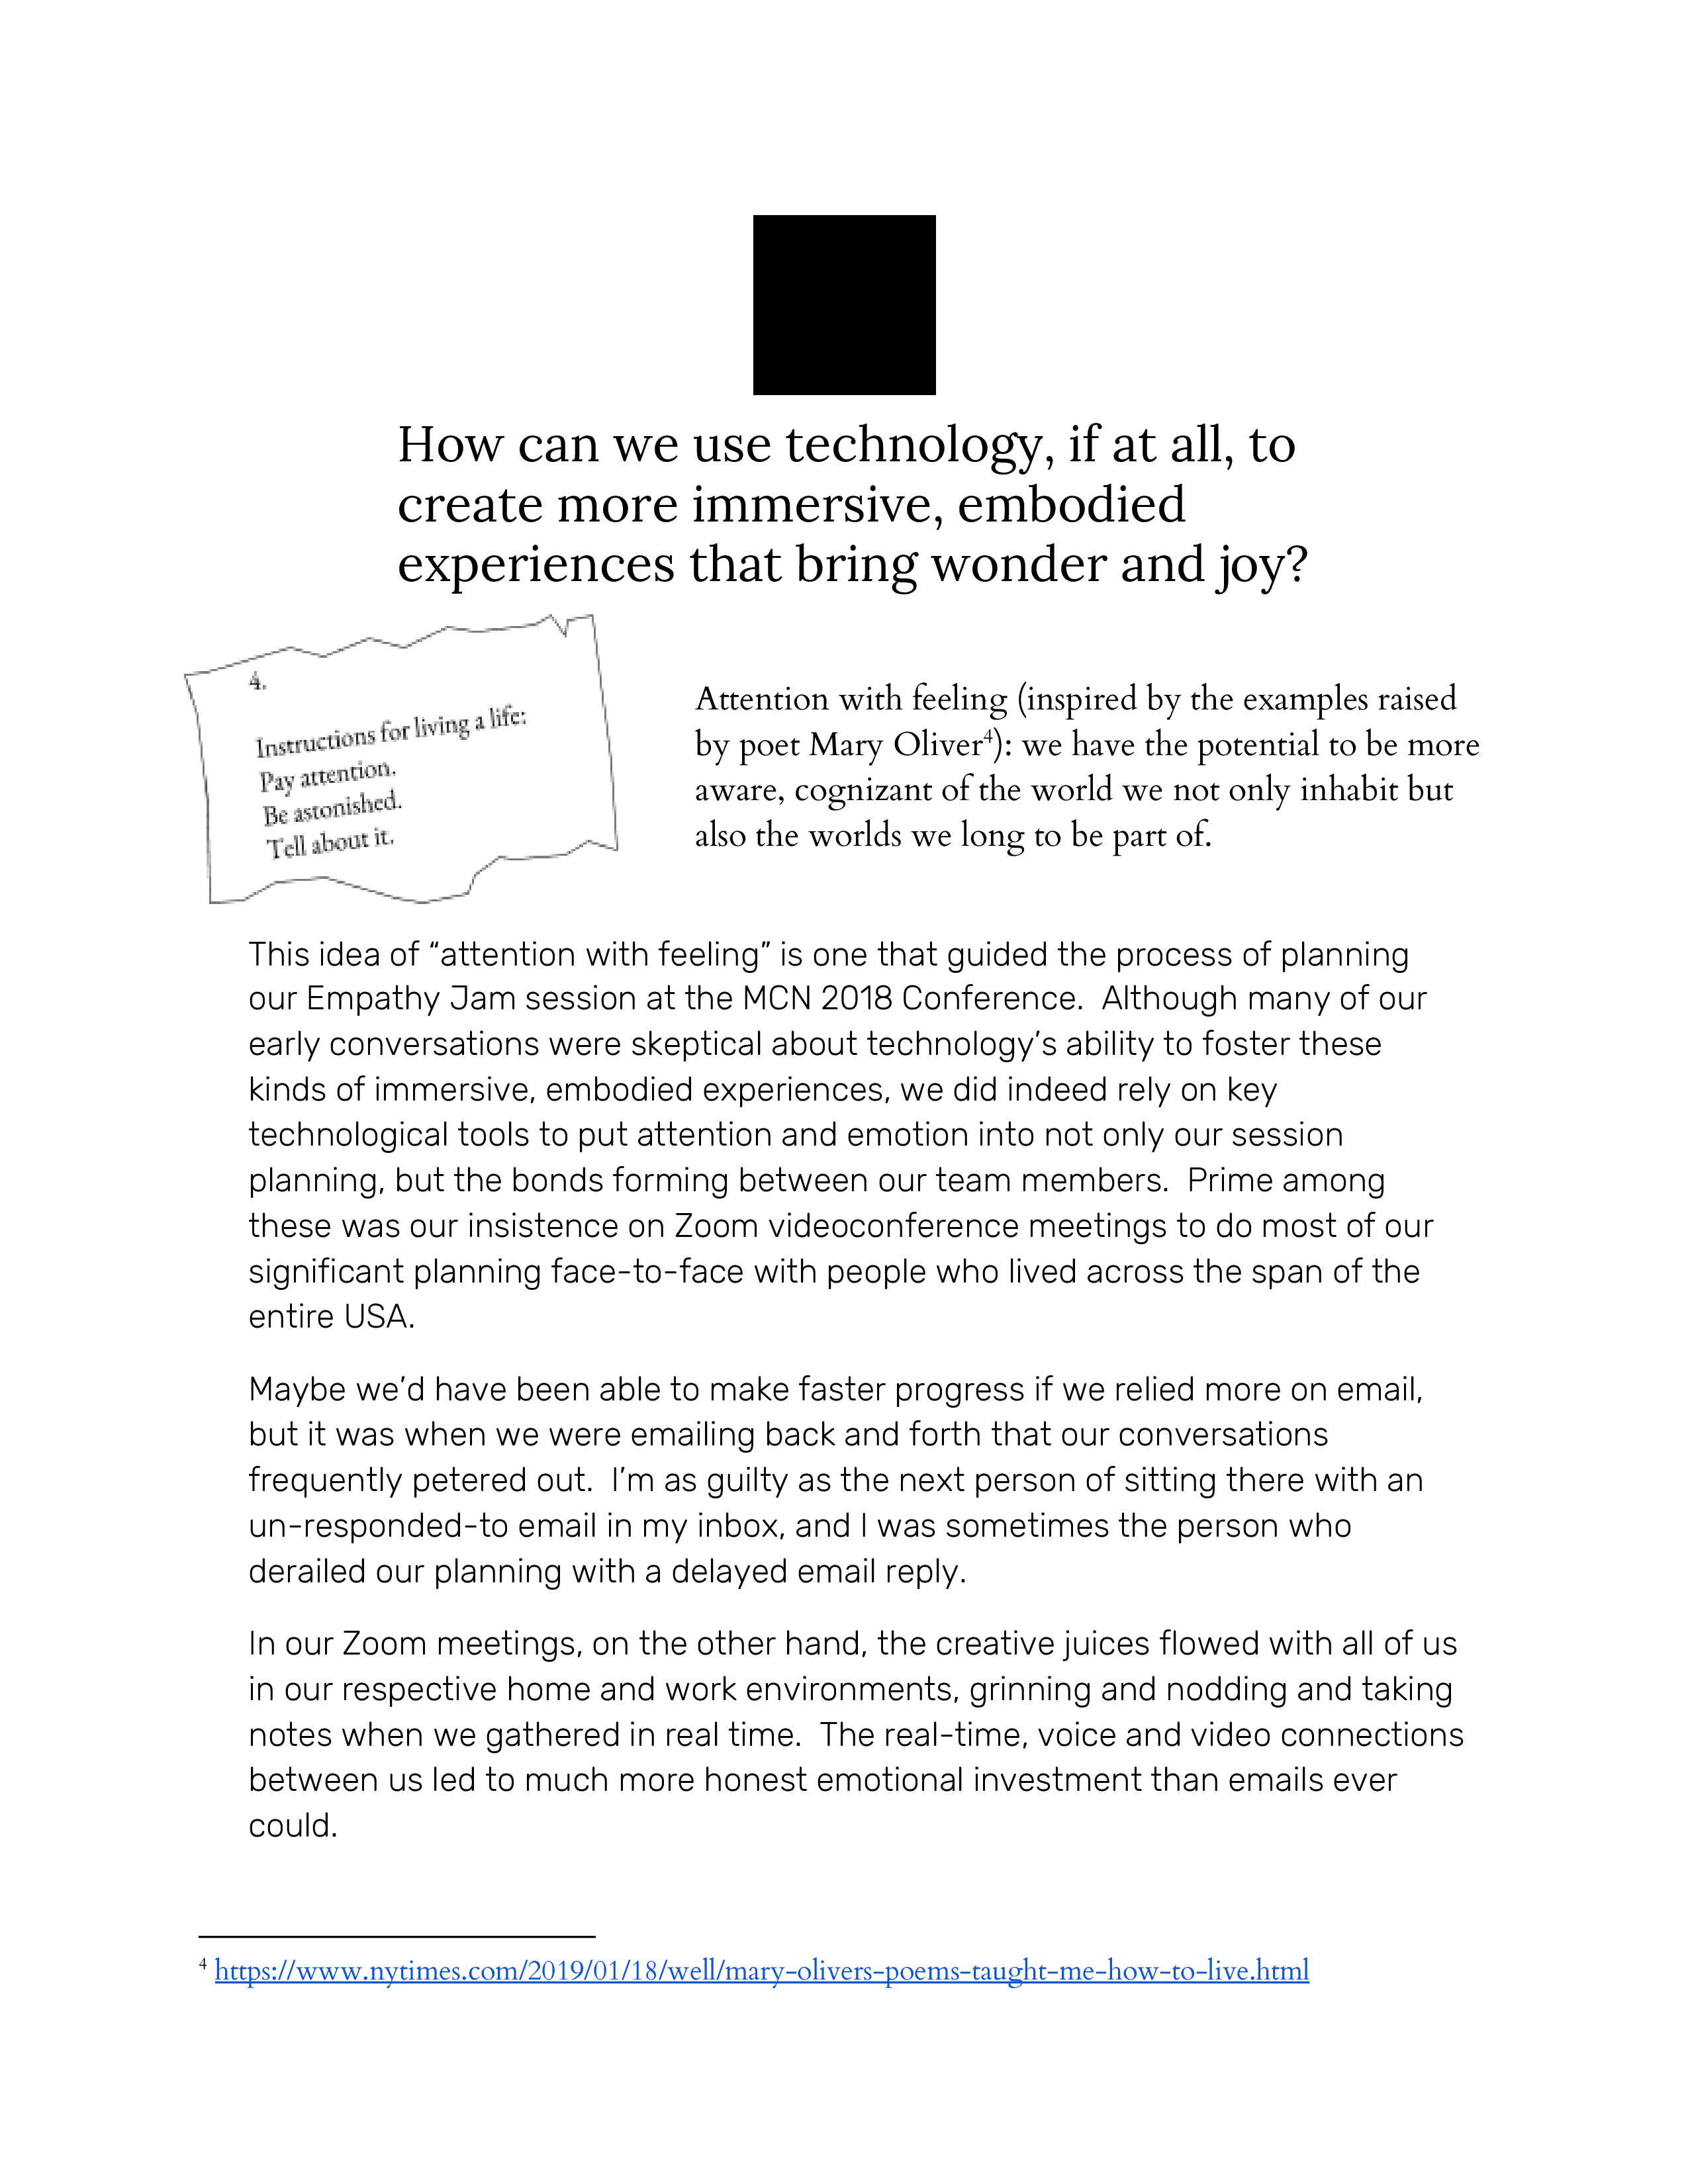 How can we use technology, if at all, to
create more immersive, embodied
experiences that bring wonder and joy?
4.
Instructions for living a life:
Pay attention.
Be astonished.
Tell about it.
Attention with feeling (inspired by the examples raised
by poet Mary Oliver⁴): we have the potential to be more
aware, cognizant of the world we not only inhabit but
also the worlds we long to be part of.
This idea of “attention with feeling” is one that guided the process of planning
our Empathy Jam session at the MCN 2018 Conference.  Although many of our
early conversations were skeptical about technology’s ability to foster these
kinds of immersive, embodied experiences, we did indeed rely on key
technological tools to put attention and emotion into not only our session
planning, but the bonds forming between our team members.  Prime among
these was our insistence on Zoom videoconference meetings to do most of our
significant planning face-to-face with people who lived across the span of the
entire USA.
Maybe we’d have been able to make faster progress if we relied more on email,
but it was when we were emailing back and forth that our conversations
frequently petered out.  I’m as guilty as the next person of sitting there with an
un-responded-to email in my inbox, and I was sometimes the person who
derailed our planning with a delayed email reply.
In our Zoom meetings, on the other hand, the creative juices flowed with all of us
in our respective home and work environments, grinning and nodding and taking
notes when we gathered in real time.  The real-time, voice and video connections
between us led to much more honest emotional investment than emails ever
could.
⁴ https://www.nytimes.com/2019/01/18/well/mary-olivers-poems-taught-me-how-to-live.html